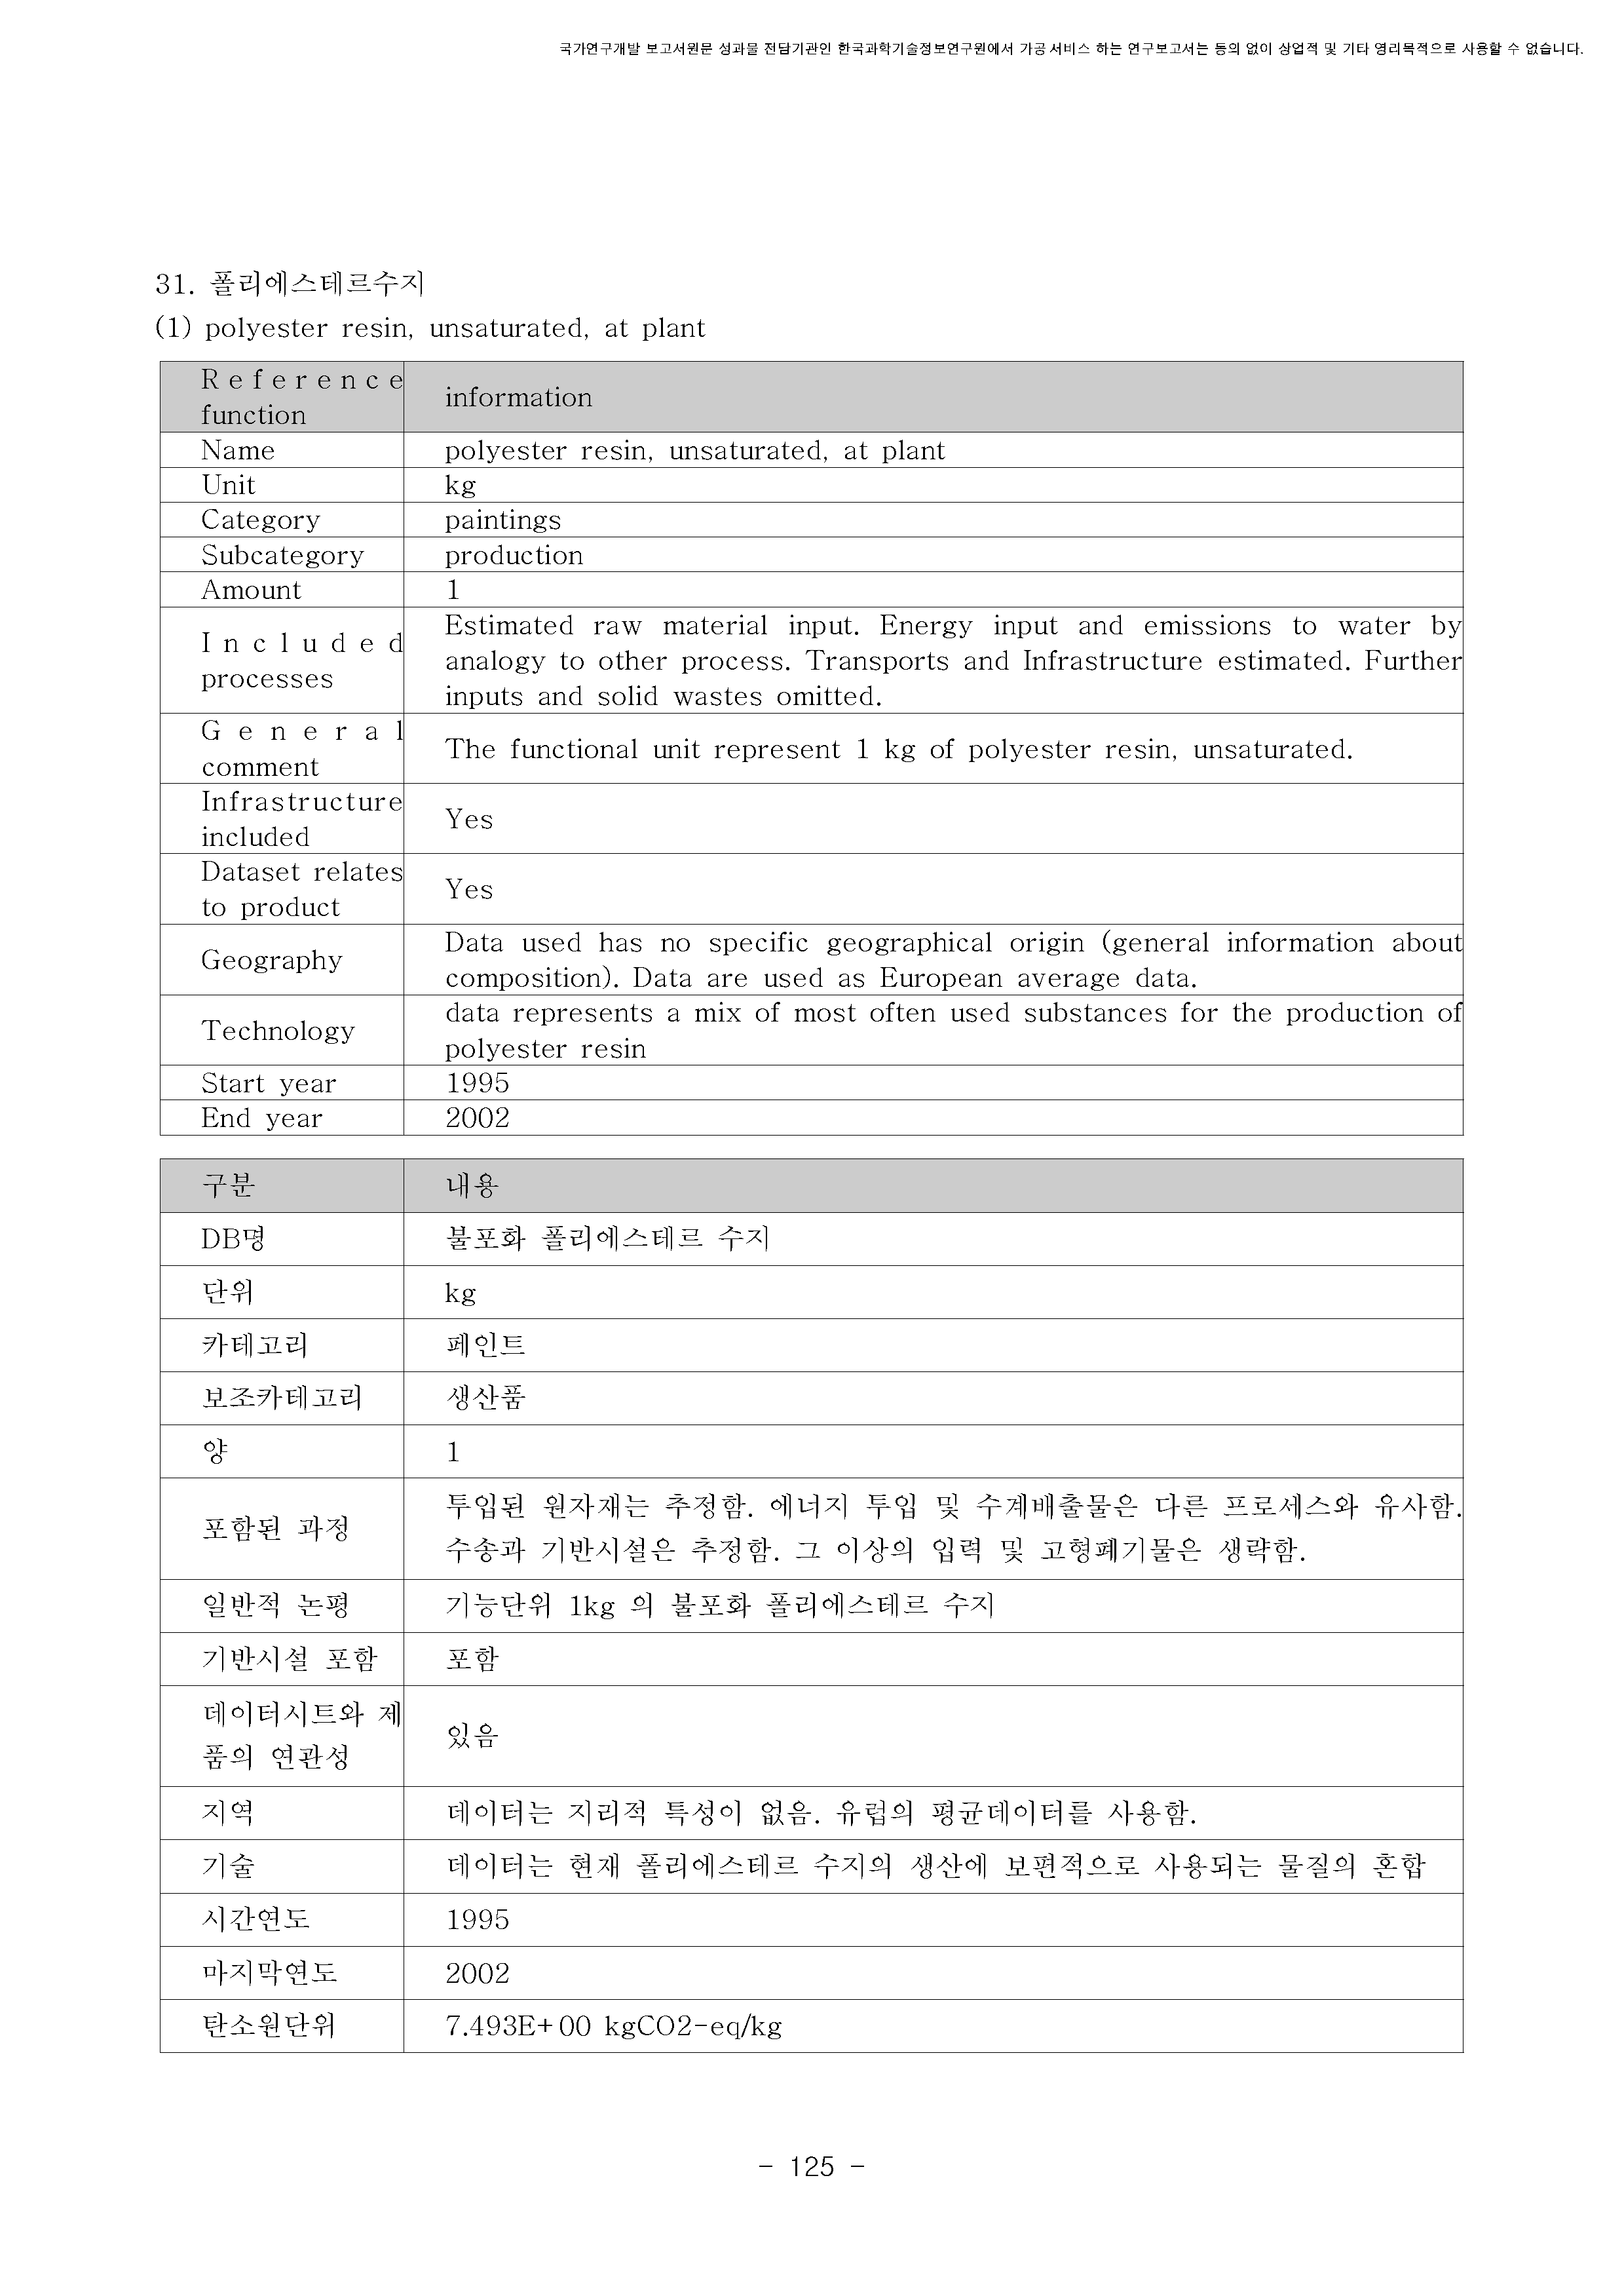 국가연구개발 보고서원문 성과물 전담기관인 한국과학기술정보연구원에서 가공·서비스 하는 연구보고서는 동의 없이 상업적 및 기타 영리목적으로 사용할 수 없습니다.
31. 폴리에스테르수지
(1) polyester resin, unsaturated, at plant
Reference
function
information
Name
polyester resin, unsaturated, at plant
Unit
kg
Category
paintings
Subcategory
production
Amount
1
Included
processes
Estimated raw material input. Energy input and emissions to water by
analogy to other process. Transports and Infrastructure estimated. Further
inputs and solid wastes omitted.
General
comment
The functional unit represent 1 kg of polyester resin, unsaturated.
Infrastructure
included
Yes
Dataset relates
to product
Yes
Geography
Data used has no specific geographical origin (general information about
composition). Data are used as European average data.
Technology
data represents a mix of most often used substances for the production of
polyester resin
Start year
1995
End year
2002
구분
내용
DB명
불포화 폴리에스테르 수지
단위
kg
카테고리
페인트
보조카테고리
생산품
양
1
포함된 과정
투입된 원자재는 추정함. 에너지 투입 및 수계배출물은 다른 프로세스와 유사함.
수송과 기반시설은 추정함. 그 이상의 입력 및 고형폐기물은 생략함.
일반적 논평
기능단위 1kg 의 불포화 폴리에스테르 수지
기반시설 포함
포함
데이터시트와 제
품의 연관성
있음
지역
데이터는 지리적 특성이 없음. 유럽의 평균데이터를 사용함.
기술
데이터는 현재 폴리에스테르 수지의 생산에 보편적으로 사용되는 물질의 혼합
시간연도
1995
마지막연도
2002
탄소원단위
7.493E+00 kgCO2-eq/kg
- 125 -